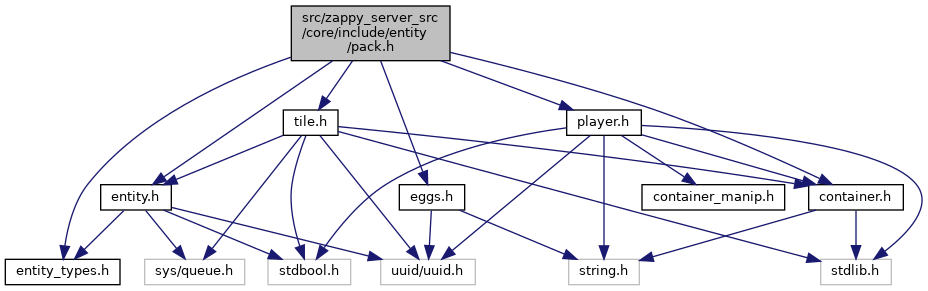 src/zappy_server_src
/core/include/entity
/pack.h
tile.h
player.h
entity.h
eggs.h
container_manip.h
container.h
entity_types.h
sys/queue.h
stdbool.h
uuid/uuid.h
string.h
stdlib.h